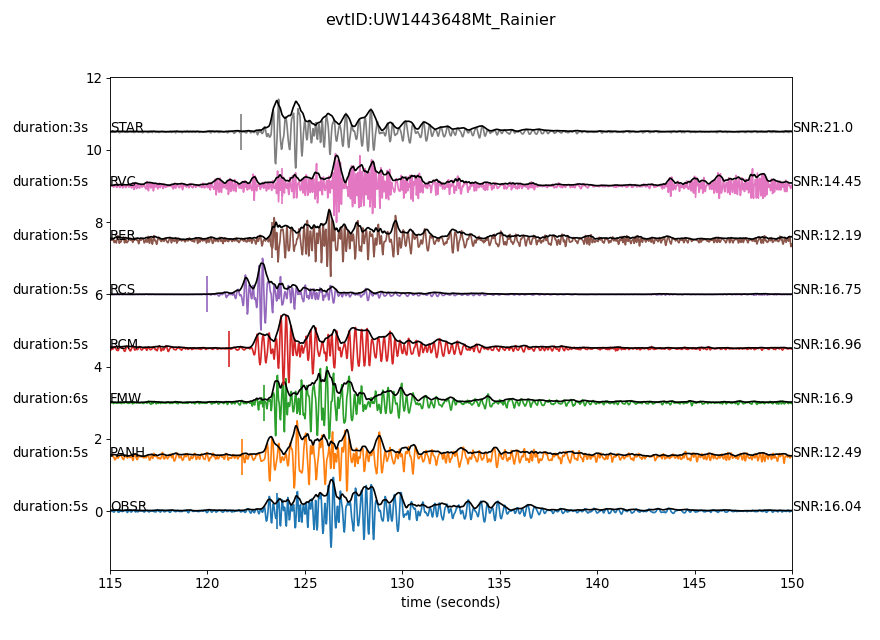 evtID:UW1443648Mt_Rainier
12
duration:3s STAR SNR:21.0
10
duration:5s RVC SNR:14.45
8
duration:5s RER SNR:12.19
duration:5s RCS SNR:16.75
6
duration:5s RCM SNR:16.96
4
duration:6s FMW SNR:16.9
2
duration:5s PANH SNR:12.49
duration:5s OBSR SNR:16.04
0
115 120 125 130 135 140 145 150
time (seconds)